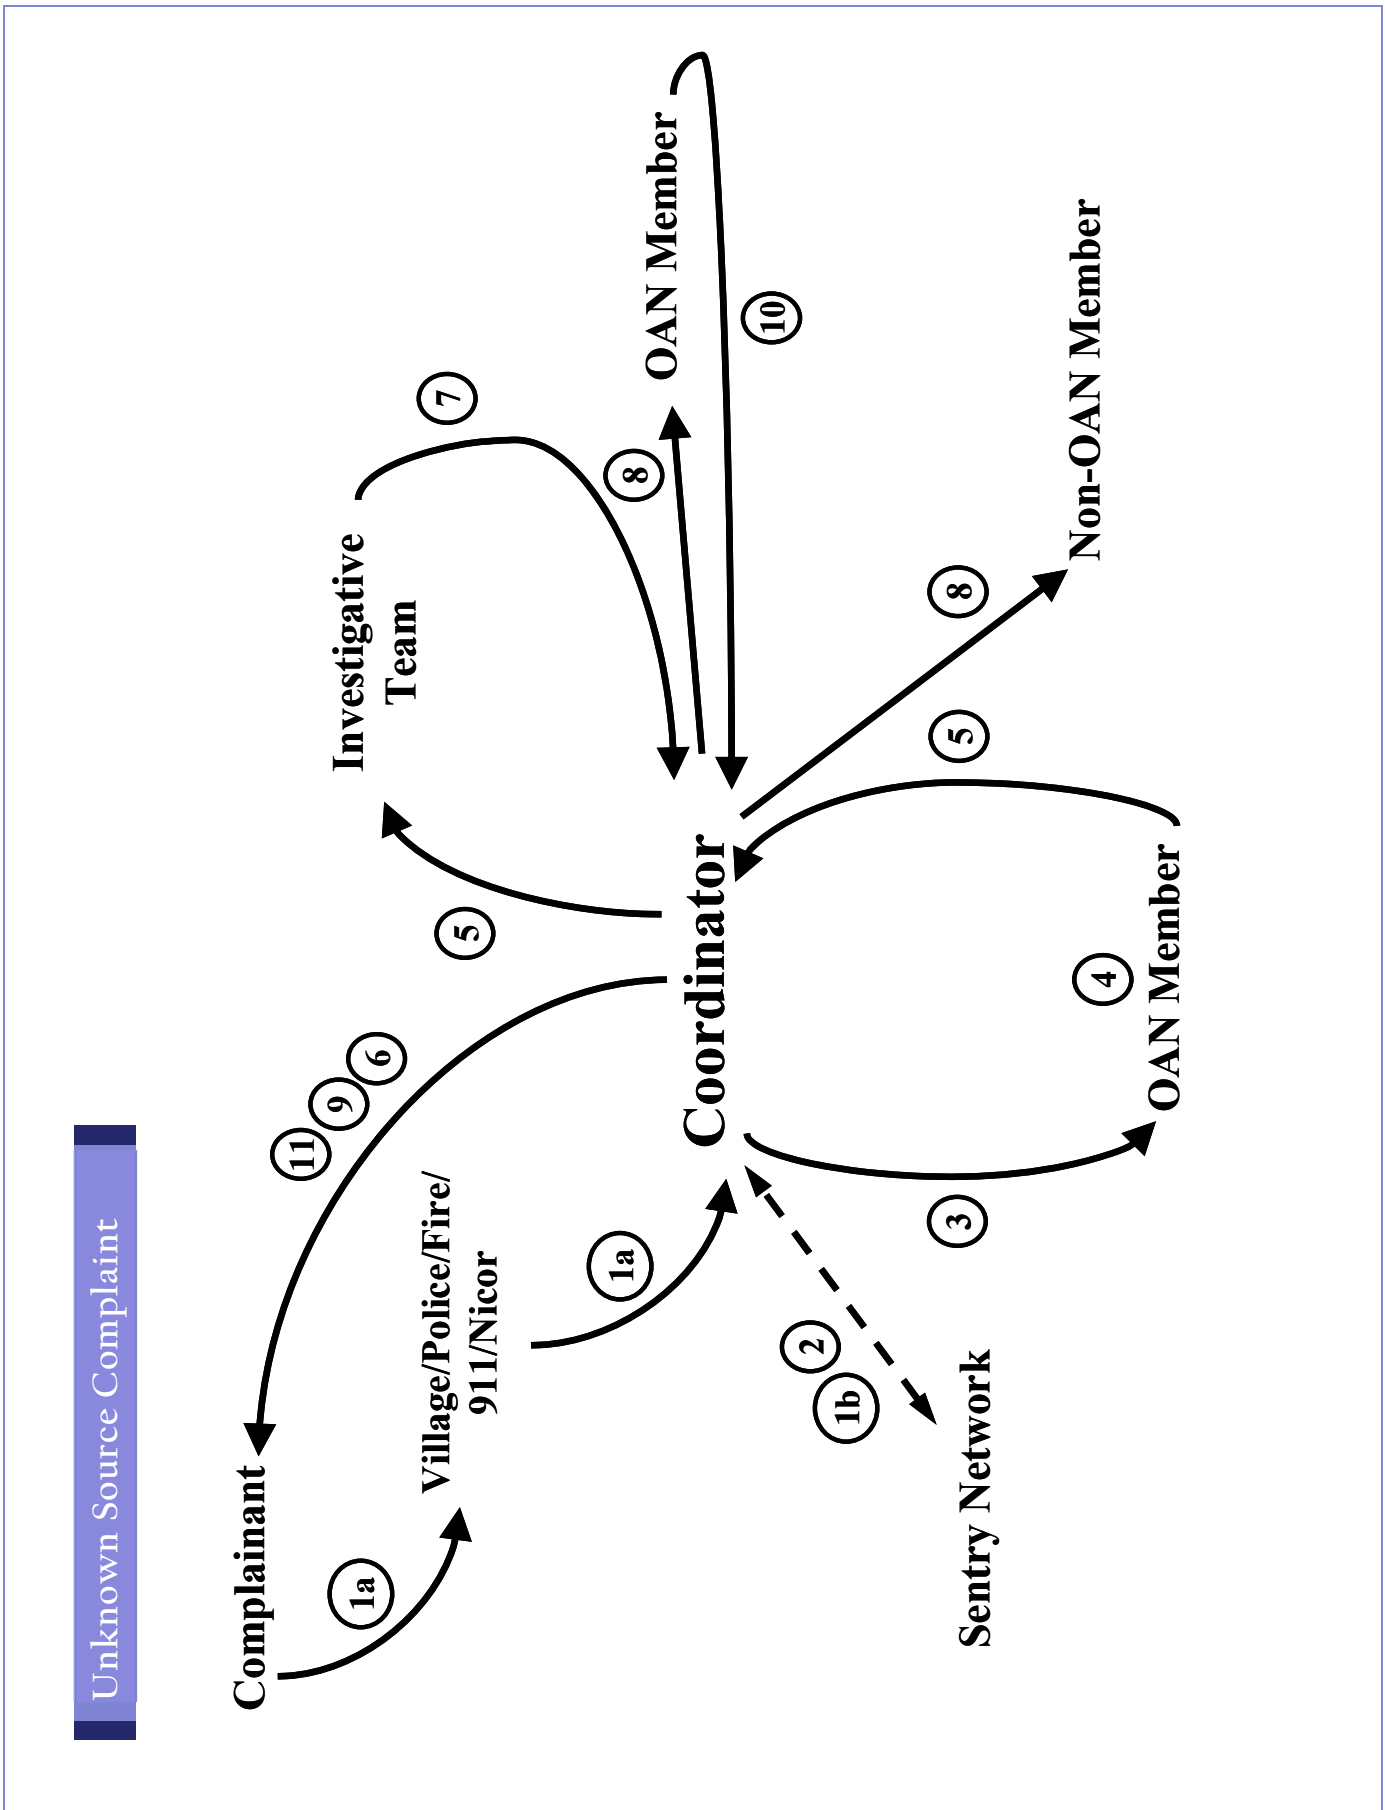 Unknown Source Complaint
Complainant
1a
Village/Police/Fire/
911/Nicor
1a
11
9
6
5
Investigative
Team
7
8
OAN Member
10
Coordinator
1b
2
Sentry Network
3
4
OAN Member
5
8
Non-OAN Member